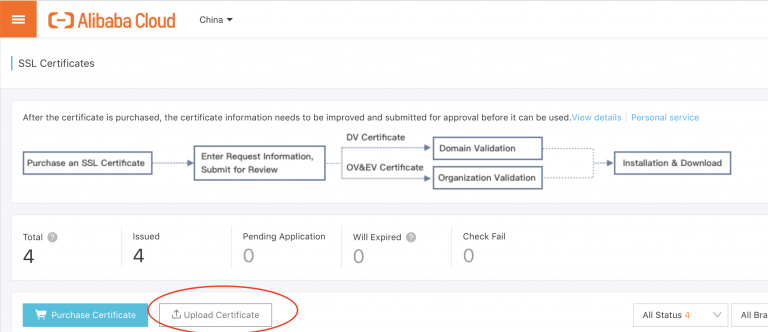 Alibaba Cloud
China
SSL Certificates
After the certificate is purchased, the certificate information needs to be improved and submitted for approval before it can be used.View details | Personal service
Purchase an SSL Certificate
Enter Request Information,
Submit for Review
DV Certificate
OV&EV Certificate
Domain Validation
Organization Validation
Installation & Download
Total ?
4
Issued
4
Pending Application
0
Will Expired ?
0
Check Fail
0
Purchase Certificate
Upload Certificate
All Status 4
All Bra